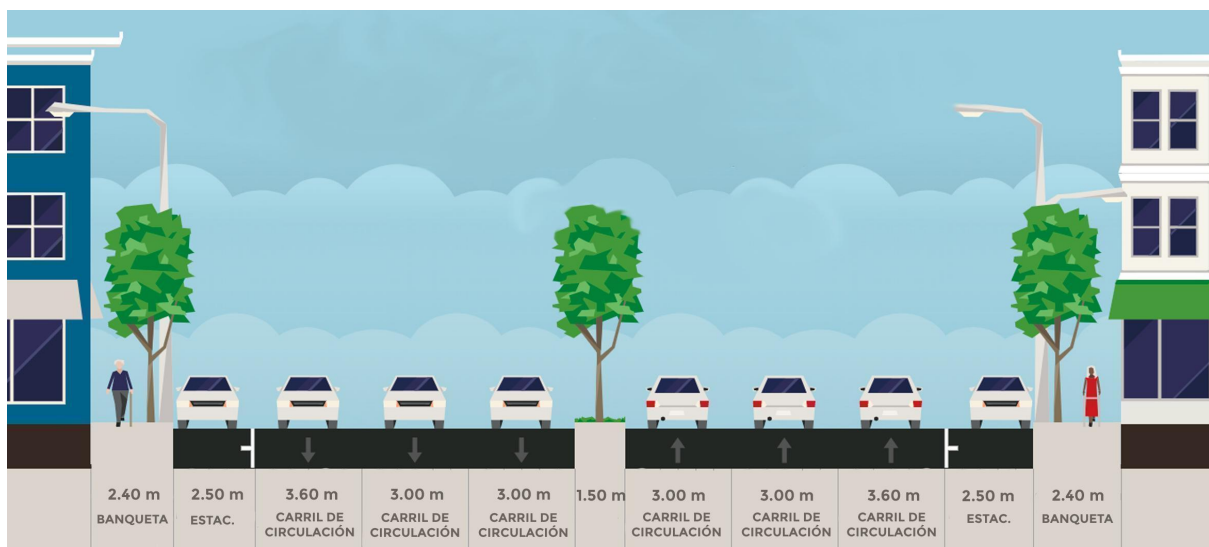 2.40 m
BANQUETA
2.50 m
ESTAC.
3.60 m
CARRIL DE
CIRCULACIÓN
3.00 m
CARRIL DE
CIRCULACIÓN
3.00 m
CARRIL DE
CIRCULACIÓN
1.50 m
3.00 m
CARRIL DE
CIRCULACIÓN
3.00 m
CARRIL DE
CIRCULACIÓN
3.60 m
CARRIL DE
CIRCULACIÓN
2.50 m
ESTAC.
2.40 m
BANQUETA